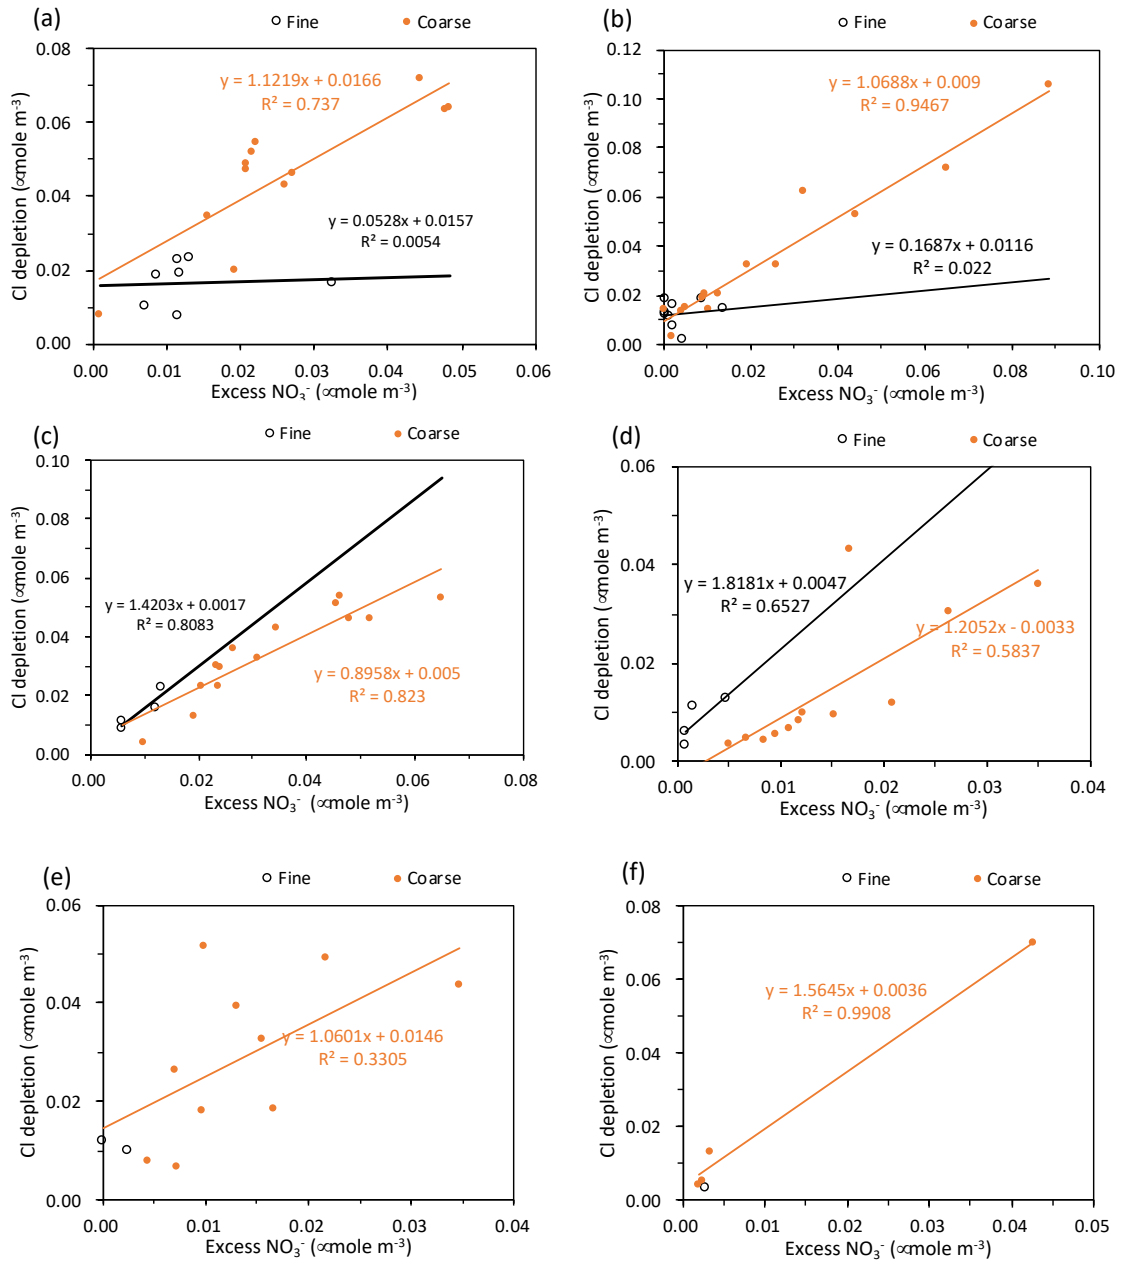 (a)
Fine
Coarse
0.08
0.06
0.04
0.02
0.00
Cl depletion (∝mole m⁻³)
y = 1.1219x + 0.0166
R² = 0.737
y = 0.0528x + 0.0157
R² = 0.0054
0.00 0.01 0.02 0.03 0.04 0.05 0.06
Excess NO₃⁻ (∝mole m⁻³)
(b)
Fine
Coarse
0.12
0.10
0.08
0.06
0.04
0.02
0.00
Cl depletion (∝mole m⁻³)
y = 1.0688x + 0.009
R² = 0.9467
y = 0.1687x + 0.0116
R² = 0.022
0.00 0.02 0.04 0.06 0.08 0.10
Excess NO₃⁻ (∝mole m⁻³)
(c)
Fine
Coarse
0.10
0.08
0.06
0.04
0.02
0.00
Cl depletion (∝mole m⁻³)
y = 1.4203x + 0.0017
R² = 0.8083
y = 0.8958x + 0.005
R² = 0.823
0.00 0.02 0.04 0.06 0.08
Excess NO₃⁻ (∝mole m⁻³)
(d)
Fine
Coarse
0.06
0.04
0.02
0.00
Cl depletion (∝mole m⁻³)
y = 1.8181x + 0.0047
R² = 0.6527
y = 1.2052x - 0.0033
R² = 0.5837
0.00 0.01 0.02 0.03 0.04
Excess NO₃⁻ (∝mole m⁻³)
(e)
Fine
Coarse
0.06
0.04
0.02
0.00
Cl depletion (∝mole m⁻³)
y = 1.0601x + 0.0146
R² = 0.3305
0.00 0.01 0.02 0.03 0.04
Excess NO₃⁻ (∝mole m⁻³)
(f)
Fine
Coarse
0.08
0.06
0.04
0.02
0.00
Cl depletion (∝mole m⁻³)
y = 1.5645x + 0.0036
R² = 0.9908
0.00 0.01 0.02 0.03 0.04 0.05
Excess NO₃⁻ (∝mole m⁻³)